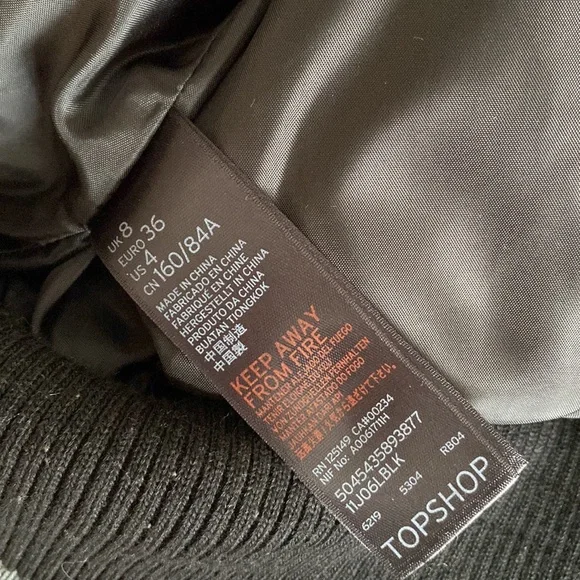 UK 8
EURO 36
US 4
CN 160/84A
MADE IN CHINA
FABRICADO EN CHINA
FABRIQUÉ EN CHINE
HERGESTELLT IN CHINA
PRODUTO DA CHINA
BUATAN TIONGKOK
中国制造
中國製
KEEP AWAY
FROM FIRE
RN 125149 CA#00234
NIF No: A0061711H
5045435893877
11J06LBLK
6219 5304 RB04
TOPSHOP